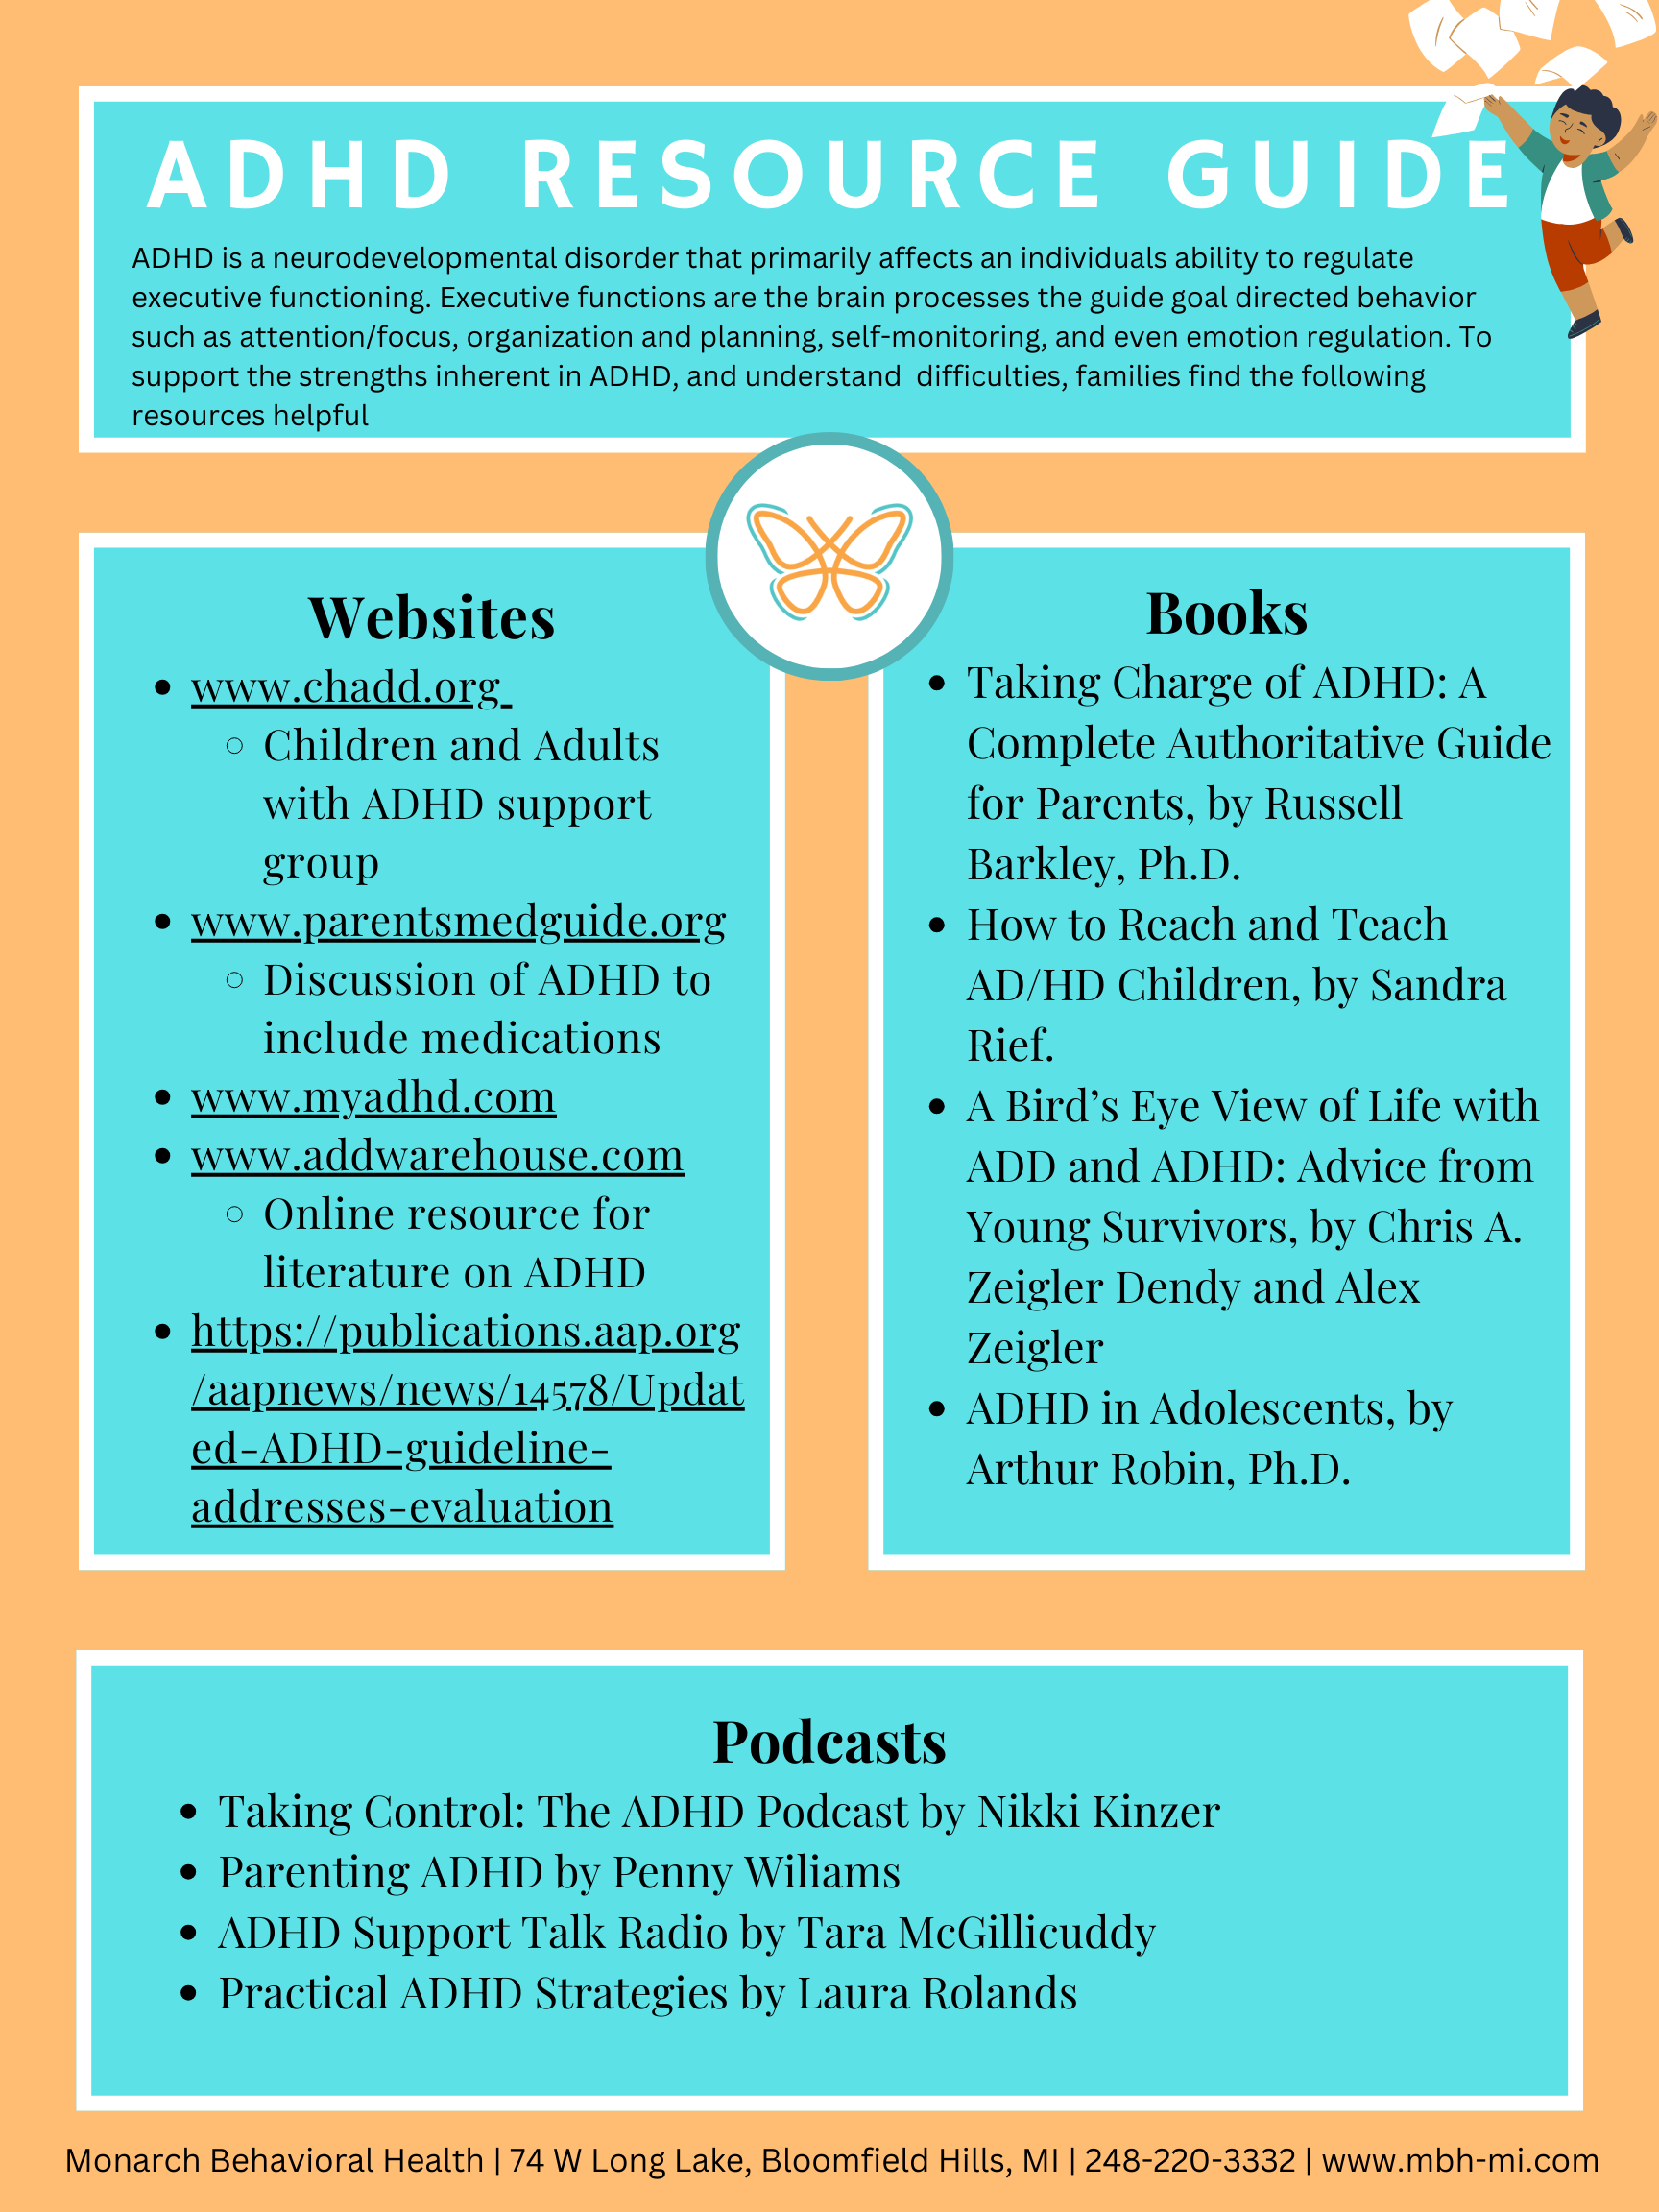 ADHD RESOURCE GUIDE
ADHD is a neurodevelopmental disorder that primarily affects an individuals ability to regulate
executive functioning. Executive functions are the brain processes the guide goal directed behavior
such as attention/focus, organization and planning, self-monitoring, and even emotion regulation. To
support the strengths inherent in ADHD, and understand  difficulties, families find the following
resources helpful
Websites
• www.chadd.org
◦ Children and Adults
with ADHD support
group
• www.parentsmedguide.org
◦ Discussion of ADHD to
include medications
• www.myadhd.com
• www.addwarehouse.com
◦ Online resource for
literature on ADHD
• https://publications.aap.org
/aapnews/news/14578/Updat
ed-ADHD-guideline-
addresses-evaluation
Books
• Taking Charge of ADHD: A
Complete Authoritative Guide
for Parents, by Russell
Barkley, Ph.D.
• How to Reach and Teach
AD/HD Children, by Sandra
Rief.
• A Bird’s Eye View of Life with
ADD and ADHD: Advice from
Young Survivors, by Chris A.
Zeigler Dendy and Alex
Zeigler
• ADHD in Adolescents, by
Arthur Robin, Ph.D.
Podcasts
• Taking Control: The ADHD Podcast by Nikki Kinzer
• Parenting ADHD by Penny Wiliams
• ADHD Support Talk Radio by Tara McGillicuddy
• Practical ADHD Strategies by Laura Rolands
Monarch Behavioral Health | 74 W Long Lake, Bloomfield Hills, MI | 248-220-3332 | www.mbh-mi.com